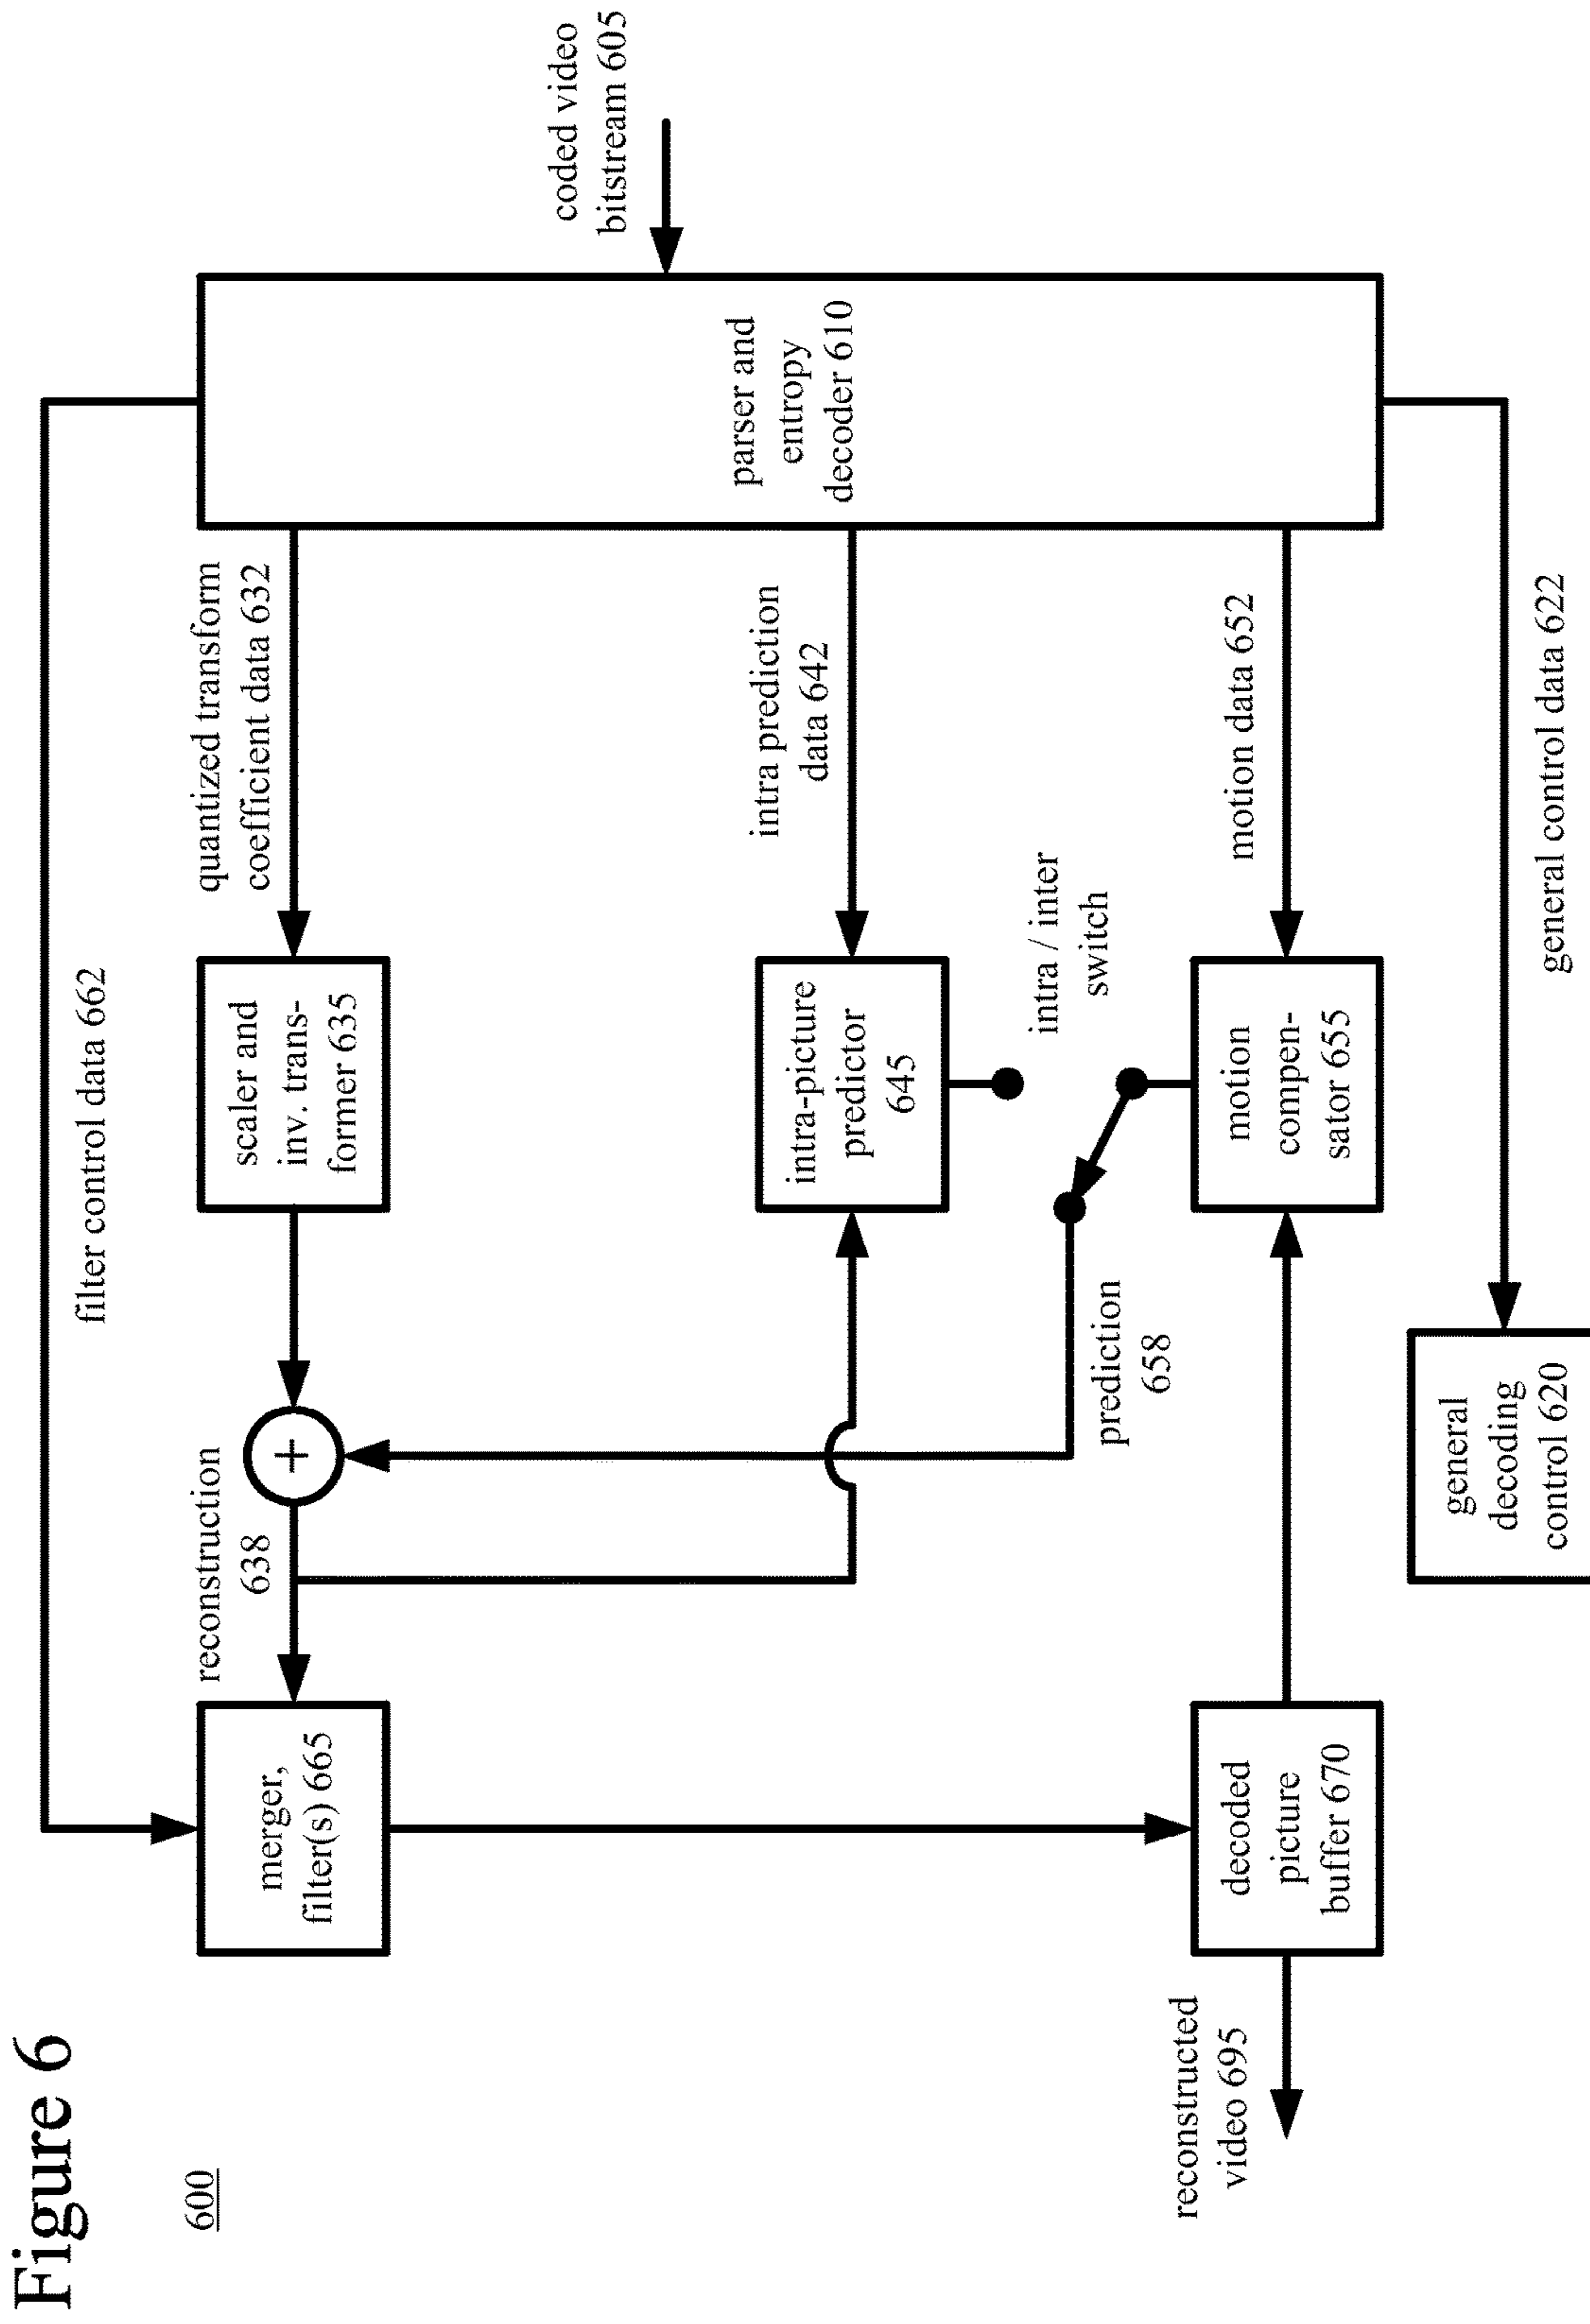 Figure 6
600
filter control data 662
reconstruction
638
quantized transform
coefficient data 632
merger,
filter(s) 665
scaler and
inv. trans-
former 635
coded video
bitstream 605
parser and
entropy
decoder 610
intra prediction
data 642
intra-picture
predictor
645
intra / inter
switch
prediction
658
motion data 652
reconstructed
video 695
decoded
picture
buffer 670
motion
compen-
sator 655
general
decoding
control 620
general control data 622